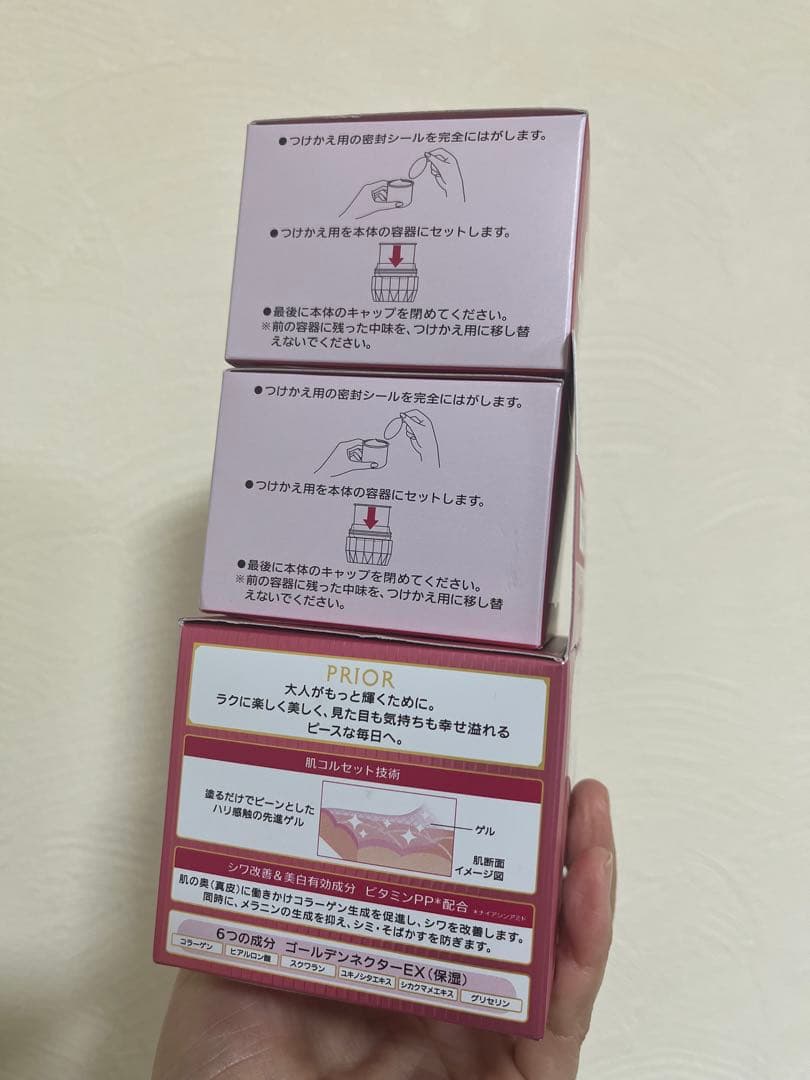 ●つけかえ用の密封シールを完全にはがします。
●つけかえ用を本体の容器にセットします。
●最後に本体のキャップを閉めてください。
※前の容器に残った中味を、つけかえ用に移し替
えないでください。
●つけかえ用の密封シールを完全にはがします。
●つけかえ用を本体の容器にセットします。
●最後に本体のキャップを閉めてください。
※前の容器に残った中味を、つけかえ用に移し替
えないでください。
PRIOR
大人がもっと輝くために。
ラクに楽しく美しく、見た目も気持ちも幸せ溢れる
ピースな毎日へ。
肌コルセット技術
塗るだけでピーンとした
ハリ感触の先進ゲル
ゲル
肌断面
イメージ図
シワ改善&美白有効成分 ビタミンPP*配合 *ナイアシンアミド
肌の奥(真皮)に働きかけコラーゲン生成を促進し、シワを改善します。
同時に、メラニンの生成を抑え、シミ・そばかすを防ぎます。
6つの成分 ゴールデンネクターEX(保湿)
コラーゲン ヒアルロン酸 スクワラン ユキノシタエキス シカクマメエキス グリセリン